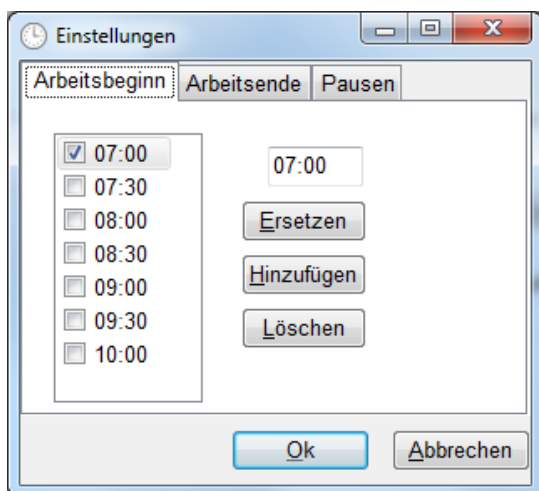 Einstellungen
Arbeitsbeginn Arbeitsende Pausen
07:00
07:30
08:00
08:30
09:00
09:30
10:00
07:00
Ersetzen
Hinzufügen
Löschen
Ok Abbrechen